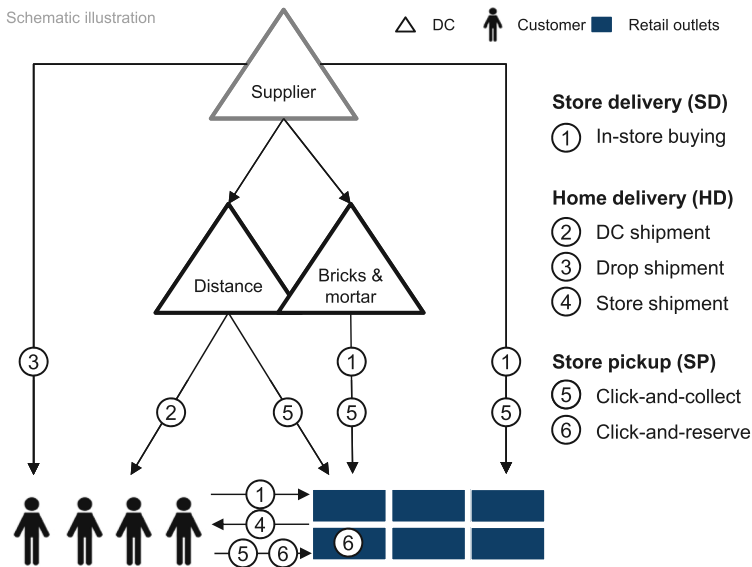 Schematic illustration
DC
Customer
Retail outlets
Supplier
Store delivery (SD)
1 In-store buying
Home delivery (HD)
2 DC shipment
3 Drop shipment
4 Store shipment
Distance
Bricks &
mortar
Store pickup (SP)
5 Click-and-collect
6 Click-and-reserve
3
1
1
2
5
5
5
1
4
5 6
6